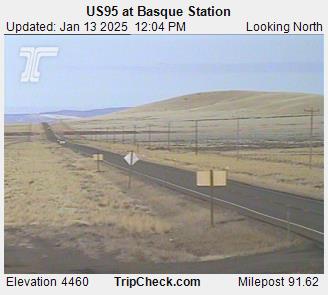 US95 at Basque Station
Updated: Jan 13 2025 12:04 PM Looking North
Elevation 4460 TripCheck.com Milepost 91.62